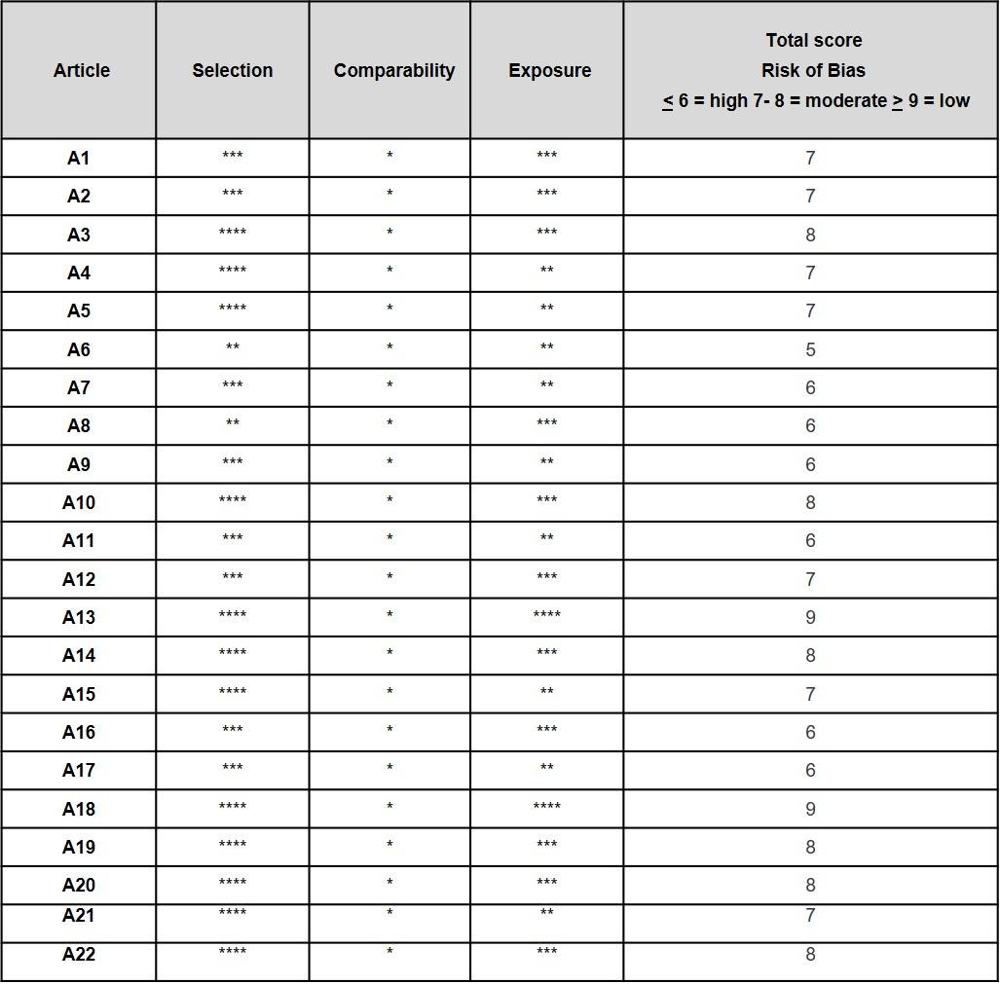 Article Selection Comparability Exposure Total score
Risk of Bias
≤ 6 = high 7- 8 = moderate ≥ 9 = low
A1 *** * *** 7
A2 *** * *** 7
A3 **** * *** 8
A4 **** * ** 7
A5 **** * ** 7
A6 ** * ** 5
A7 *** * ** 6
A8 ** * *** 6
A9 *** * ** 6
A10 **** * *** 8
A11 *** * ** 6
A12 *** * *** 7
A13 **** * **** 9
A14 **** * *** 8
A15 **** * ** 7
A16 *** * *** 6
A17 *** * ** 6
A18 **** * **** 9
A19 **** * *** 8
A20 **** * *** 8
A21 **** * ** 7
A22 **** * *** 8